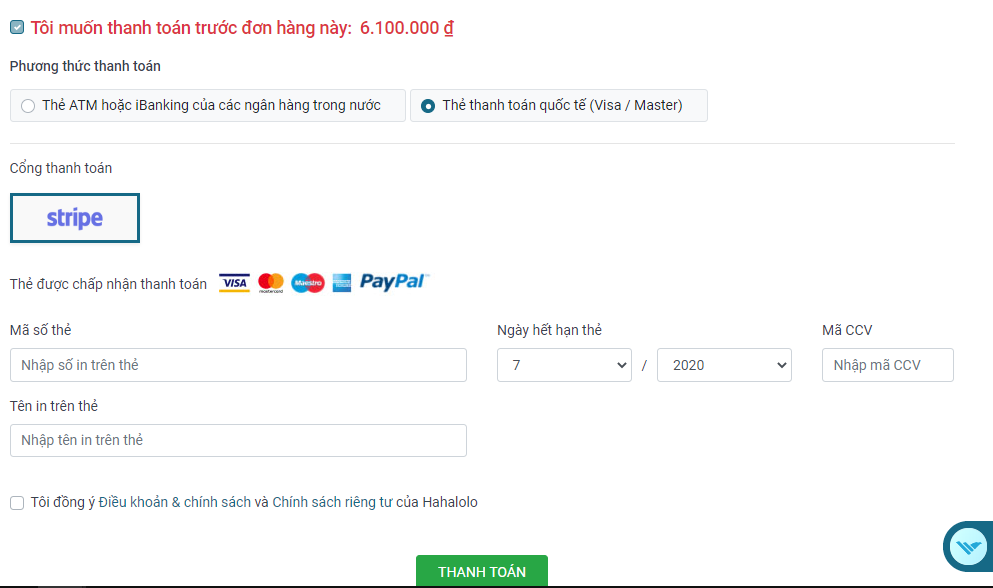 Tôi muốn thanh toán trước đơn hàng này: 6.100.000 ₫
Phương thức thanh toán
Thẻ ATM hoặc iBanking của các ngân hàng trong nước
Thẻ thanh toán quốc tế (Visa / Master)
Cổng thanh toán
stripe
Thẻ được chấp nhận thanh toán VISA mastercard Maestro PayPal
Mã số thẻ
Ngày hết hạn thẻ
Mã CCV
Nhập số in trên thẻ
7 / 2020
Nhập mã CCV
Tên in trên thẻ
Nhập tên in trên thẻ
Tôi đồng ý Điều khoản & chính sách và Chính sách riêng tư của Hahalolo
THANH TOÁN